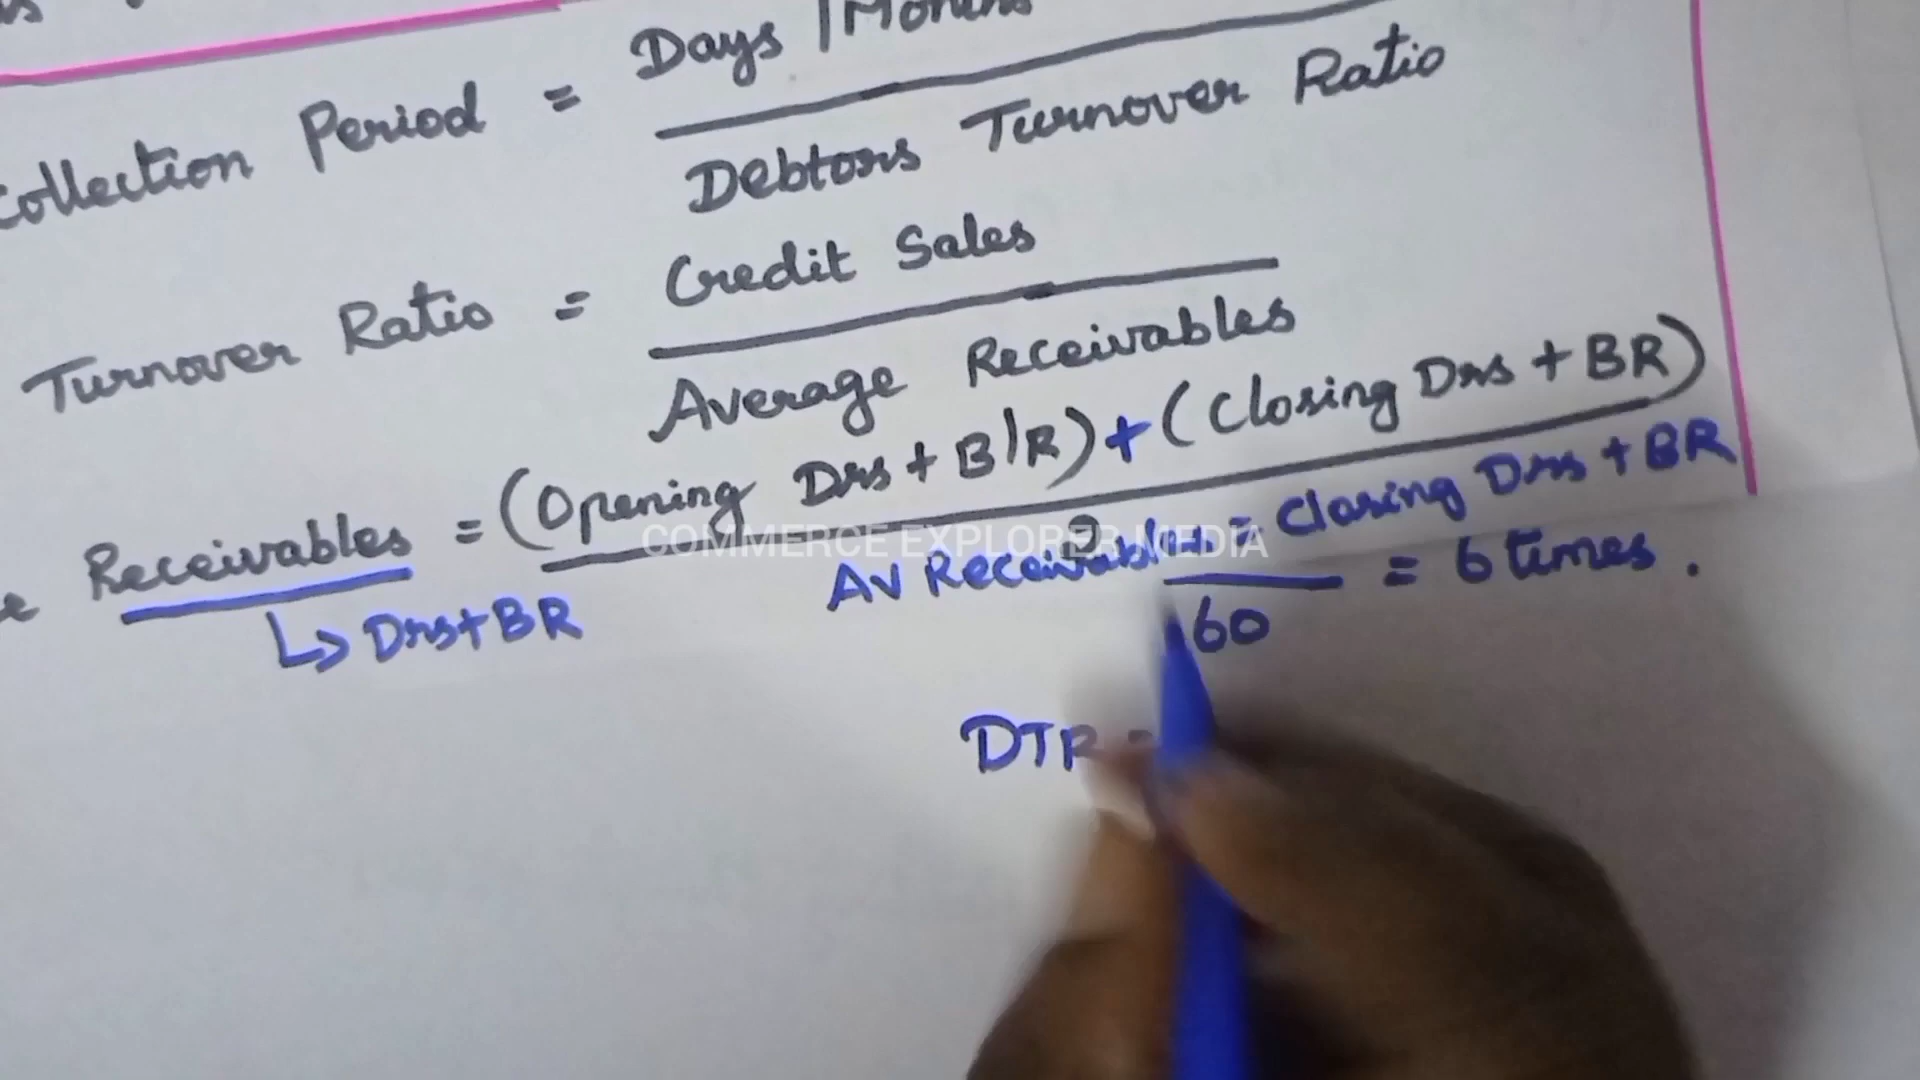 Days / Months
Collection Period =
Debtors Turnover Ratio
Credit Sales
Turnover Ratio =
Average Receivables
Receivables = (Opening Drs + B/R) + (Closing Drs + BR)
2
COMMERCE EXPLORER MEDIA
Av Receivables = Closing Drs + BR
↳ Drs + BR
60 = 6 times.
DTR =